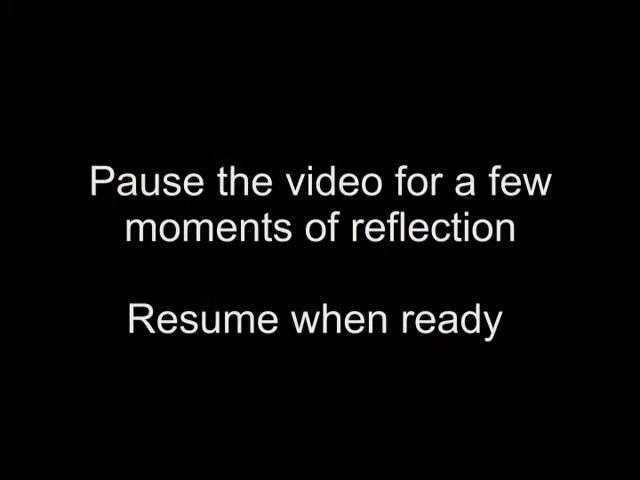 Pause the video for a few
moments of reflection
Resume when ready